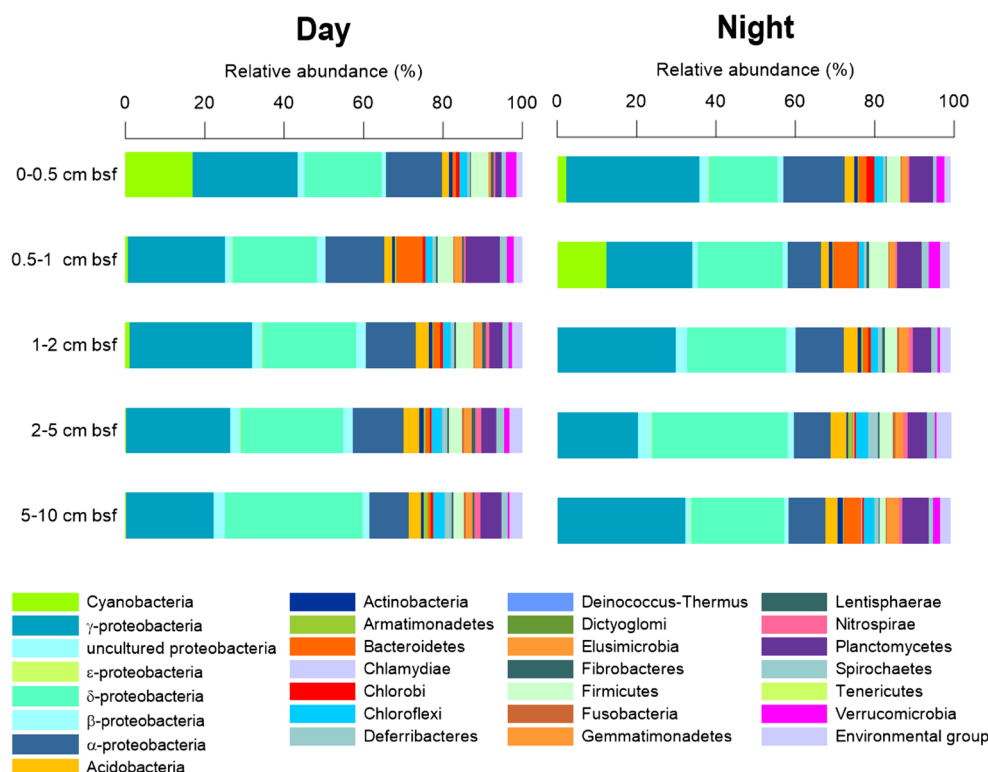 Day Night
Relative abundance (%) Relative abundance (%)
0 20 40 60 80 100 0 20 40 60 80 100
0-0.5 cm bsf
0.5-1 cm bsf
1-2 cm bsf
2-5 cm bsf
5-10 cm bsf
Cyanobacteria
γ-proteobacteria
uncultured proteobacteria
ε-proteobacteria
δ-proteobacteria
β-proteobacteria
α-proteobacteria
Acidobacteria
Actinobacteria
Armatimonadetes
Bacteroidetes
Chlamydiae
Chlorobi
Chloroflexi
Deferribacteres
Deinococcus-Thermus
Dictyoglomi
Elusimicrobia
Fibrobacteres
Firmicutes
Fusobacteria
Gemmatimonadetes
Lentisphaerae
Nitrospirae
Planctomycetes
Spirochaetes
Tenericutes
Verrucomicrobia
Environmental group